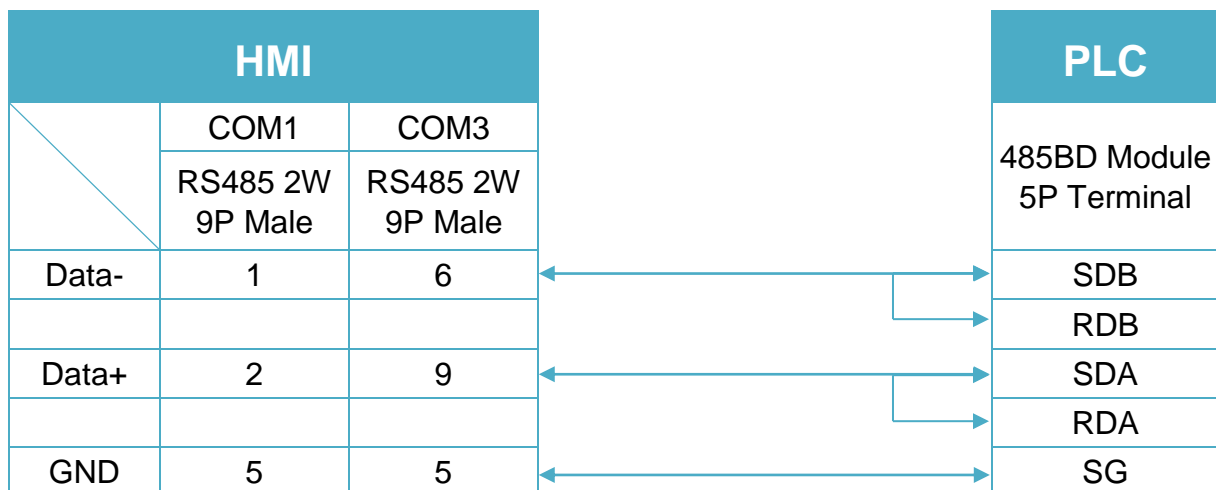 HMI
PLC
COM1 COM3
RS485 2W RS485 2W
9P Male 9P Male
485BD Module
5P Terminal
Data- 1 6 SDB
RDB
Data+ 2 9 SDA
RDA
GND 5 5 SG